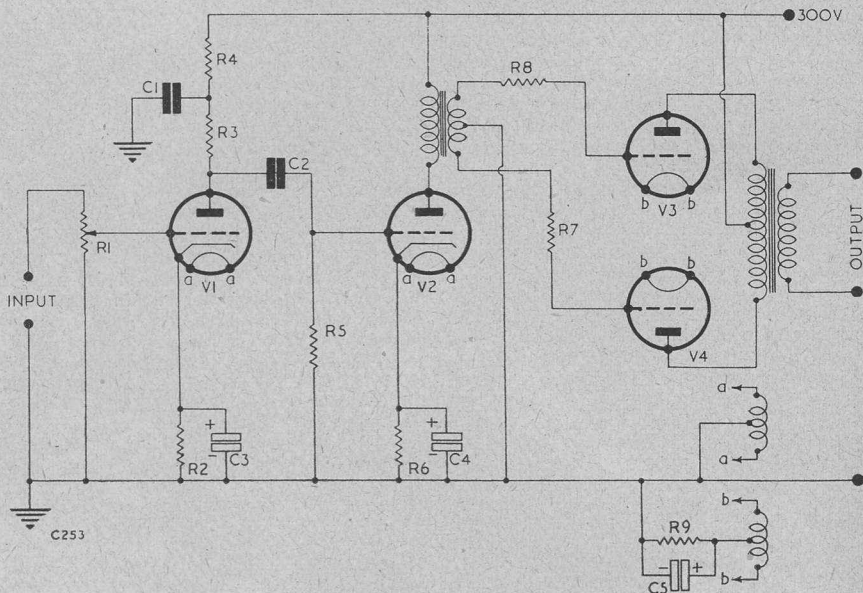 300V
R4
R8
C1
R3
C2
b V3 b
R1
R7
OUTPUT
a a
V1
a a
V2
b b
INPUT
R5
V4
a
+
-
R2
C3
+
-
R6
C4
a
C253
R9
b
- +
C5
b